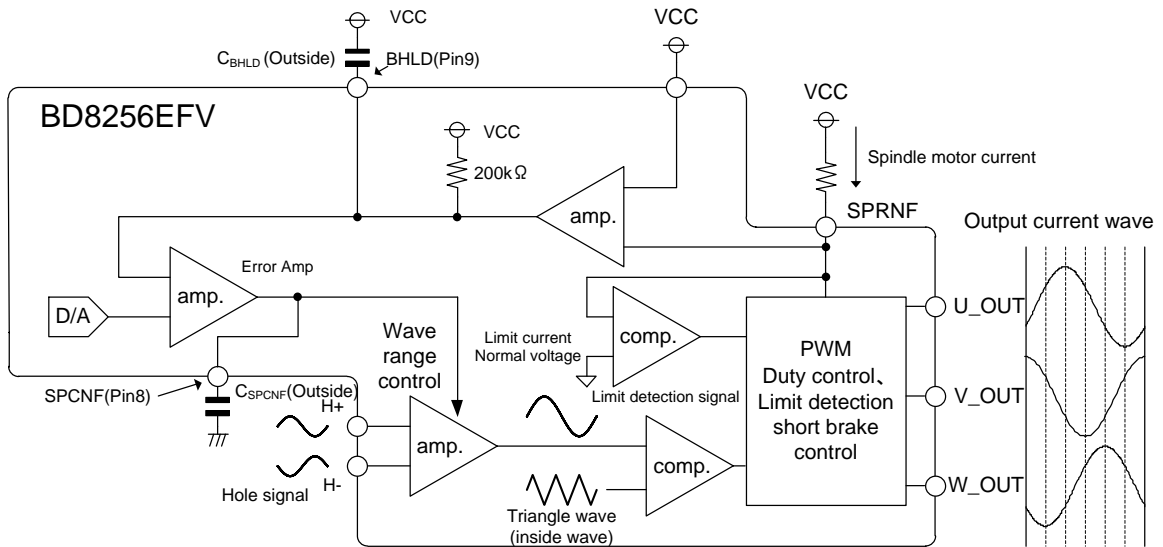 VCC
VCC
C_BHLD (Outside)
BHLD(Pin9)
BD8256EFV
VCC
200kΩ
VCC
Spindle motor current
amp.
SPRNF
Output current wave
Error Amp
amp.
D/A
U_OUT
Wave
range
control
Limit current
Normal voltage
comp.
PWM
Duty control、
Limit detection
short brake
control
SPCNF(Pin8)
C_SPCNF(Outside)
Limit detection signal
V_OUT
H+
amp.
comp.
H-
Hole signal
W_OUT
Triangle wave
(inside wave)